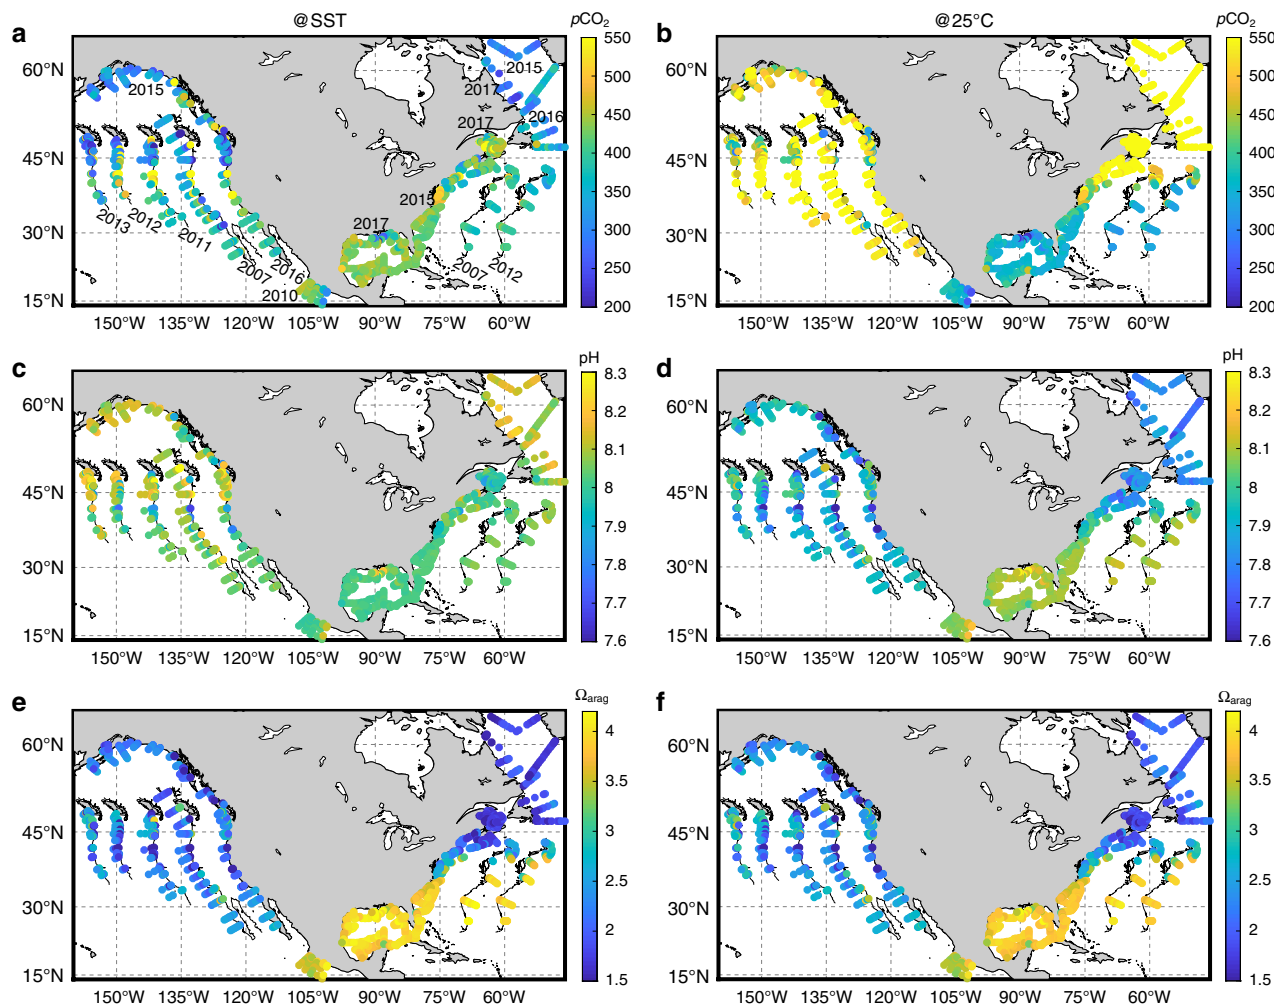 @SST
@25°C
a
pCO2
b
pCO2
60°N
45°N
30°N
15°N
150°W 135°W 120°W 105°W 90°W 75°W 60°W
2015
2015
2017
2016
2017
2015
2017
2013
2012
2011
2007
2016
2010
2007
2012
550
500
450
400
350
300
250
200
60°N
45°N
30°N
15°N
150°W 135°W 120°W 105°W 90°W 75°W 60°W
550
500
450
400
350
300
250
200
c
pH
d
pH
60°N
45°N
30°N
15°N
150°W 135°W 120°W 105°W 90°W 75°W 60°W
8.3
8.2
8.1
8
7.9
7.8
7.7
7.6
60°N
45°N
30°N
15°N
150°W 135°W 120°W 105°W 90°W 75°W 60°W
8.3
8.2
8.1
8
7.9
7.8
7.7
7.6
e
Ωarag
f
Ωarag
60°N
45°N
30°N
15°N
150°W 135°W 120°W 105°W 90°W 75°W 60°W
4
3.5
3
2.5
2
1.5
60°N
45°N
30°N
15°N
150°W 135°W 120°W 105°W 90°W 75°W 60°W
4
3.5
3
2.5
2
1.5